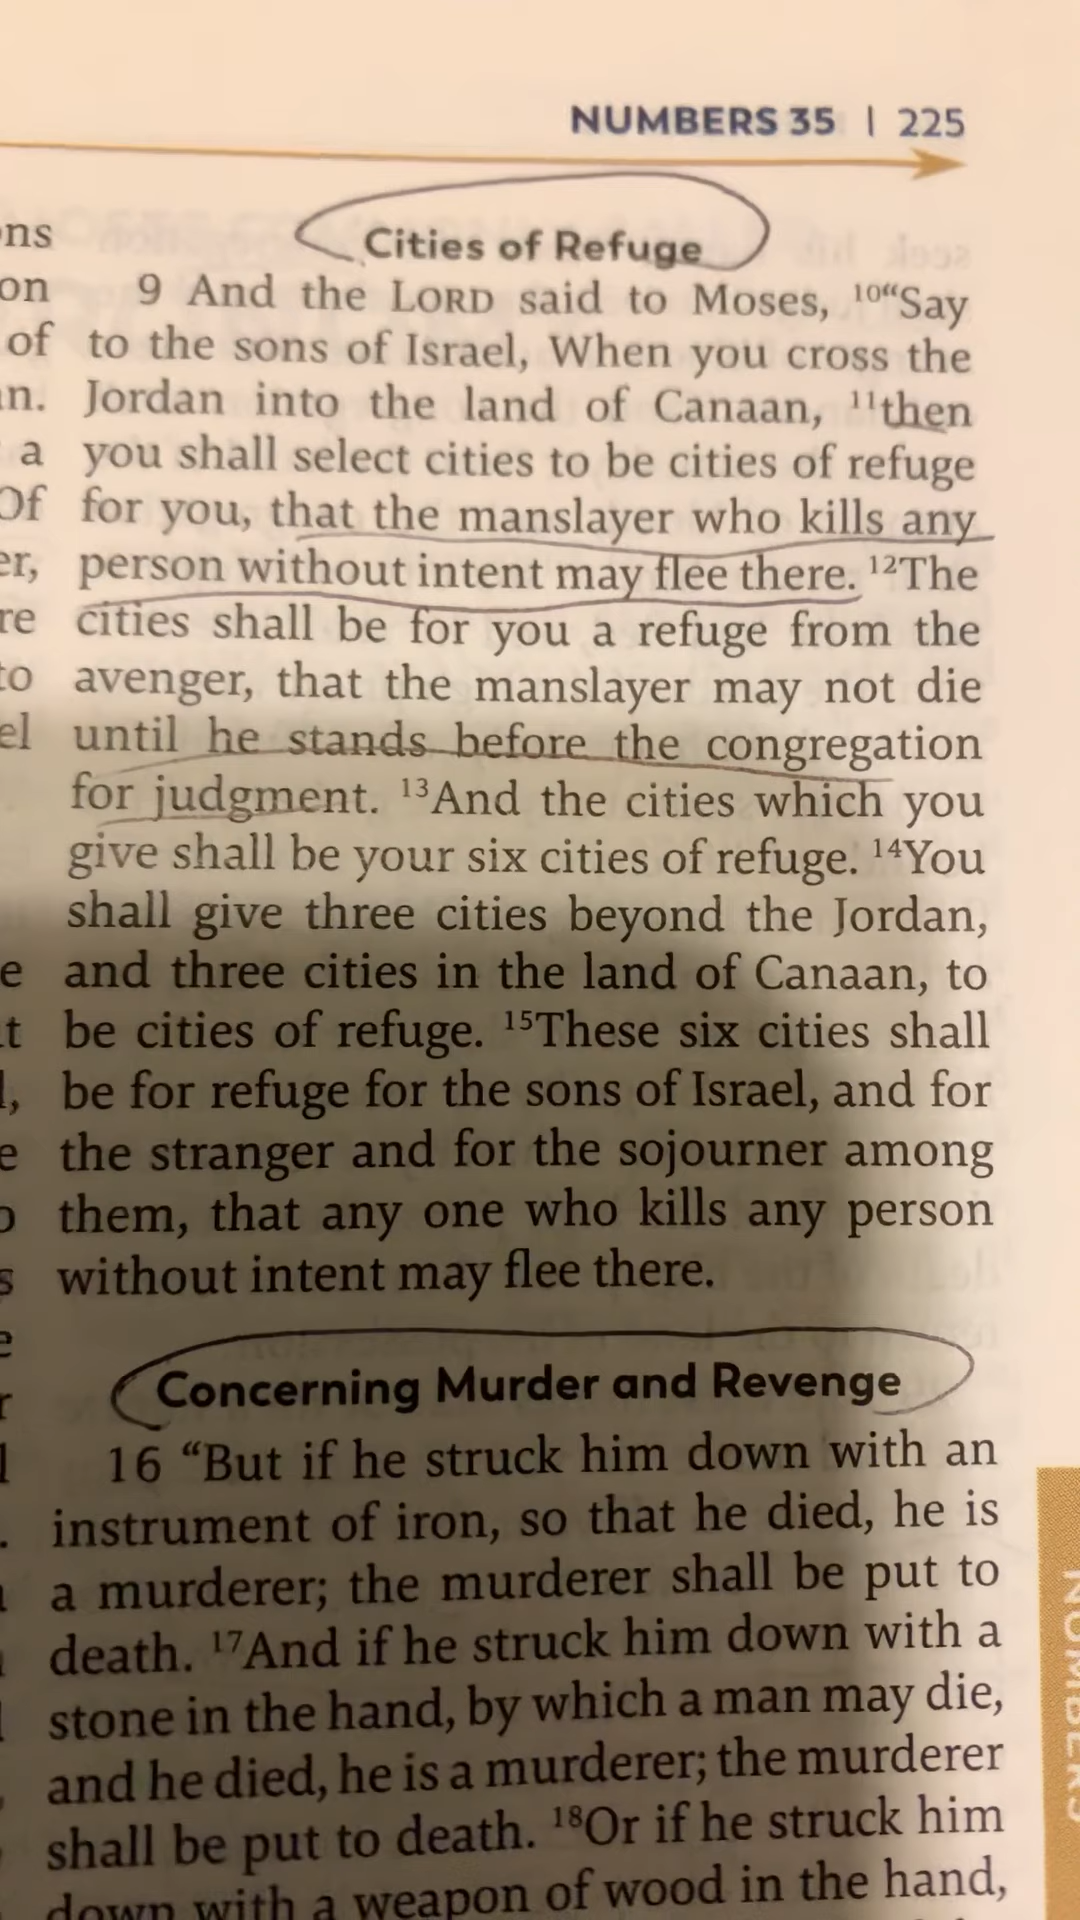 NUMBERS 35 | 225
Cities of Refuge
9 And the LORD said to Moses, 10“Say
to the sons of Israel, When you cross the
Jordan into the land of Canaan, 11then
you shall select cities to be cities of refuge
for you, that the manslayer who kills any
person without intent may flee there. 12The
cities shall be for you a refuge from the
avenger, that the manslayer may not die
until he stands before the congregation
for judgment. 13And the cities which you
give shall be your six cities of refuge. 14You
shall give three cities beyond the Jordan,
and three cities in the land of Canaan, to
be cities of refuge. 15These six cities shall
be for refuge for the sons of Israel, and for
the stranger and for the sojourner among
them, that any one who kills any person
without intent may flee there.
Concerning Murder and Revenge
16 “But if he struck him down with an
instrument of iron, so that he died, he is
a murderer; the murderer shall be put to
death. 17And if he struck him down with a
stone in the hand, by which a man may die,
and he died, he is a murderer; the murderer
shall be put to death. 18Or if he struck him
down with a weapon of wood in the hand,
NUMBERS